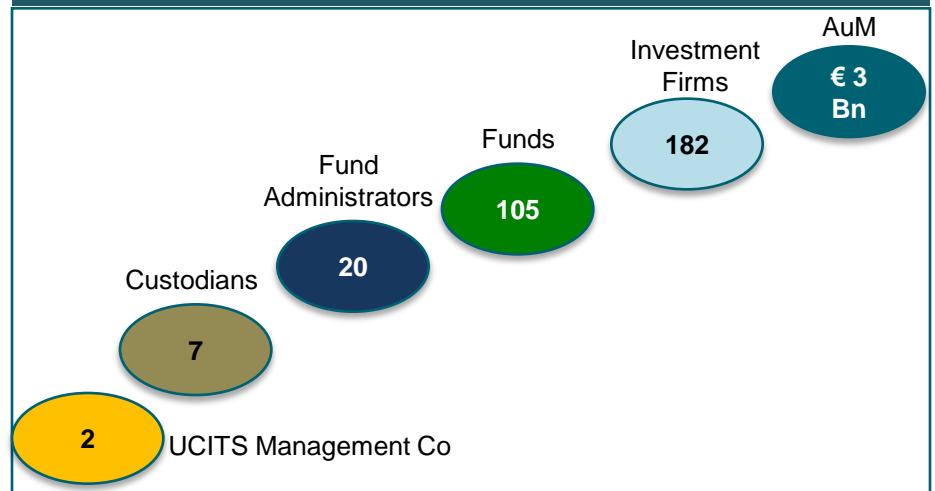 AuM
€ 3
Bn
Investment
Firms
182
Funds
105
Fund
Administrators
20
Custodians
7
2
UCITS Management Co